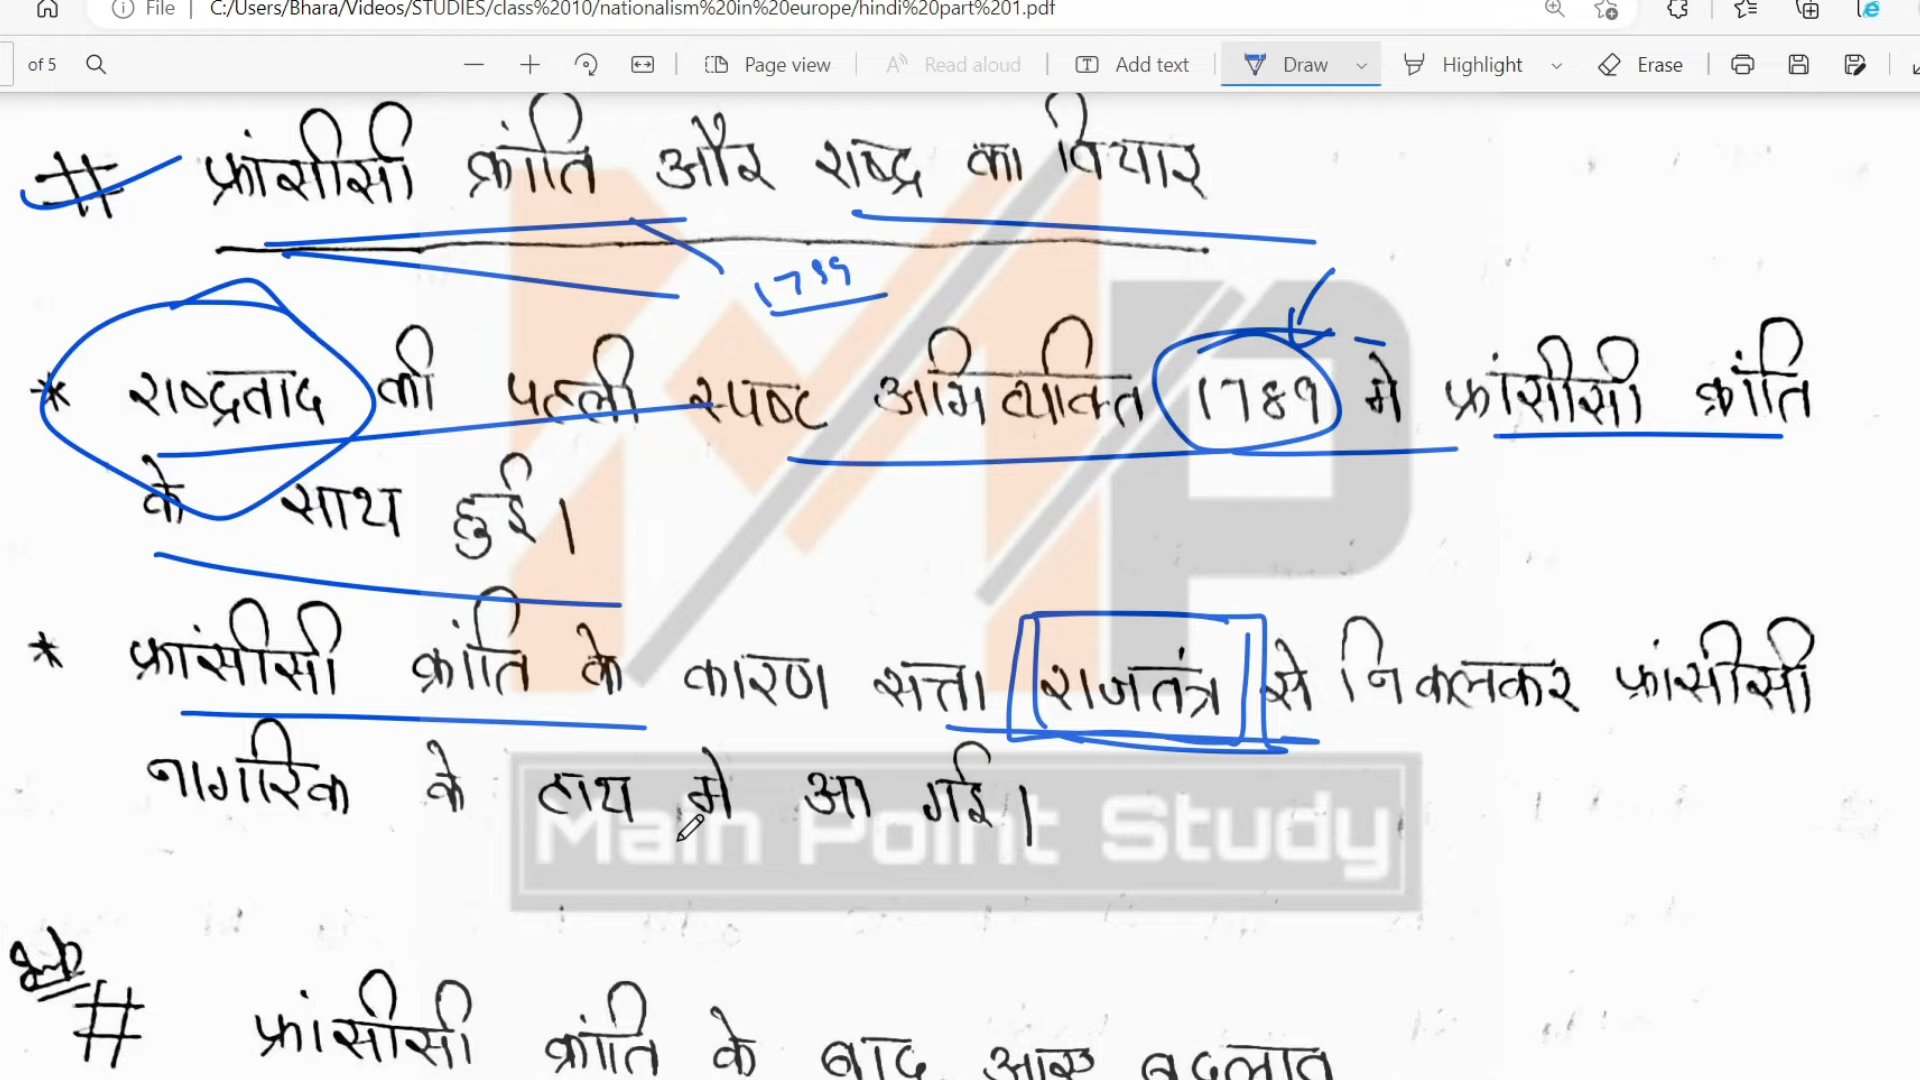 File | C:/Users/Bhara/Videos/STUDIES/class%2010/nationalism%20in%20europe/hindi%20part%201.pdf
of 5 Page view Read aloud Add text Draw Highlight Erase
# फ्रांसीसी क्रांति और राष्ट्र का विचार
1789
* राष्ट्रवाद की पहली स्पष्ट अभिव्यक्ति 1789 मे फ्रांसीसी क्रांति
के साथ हुई।
* फ्रांसीसी क्रांति के कारण सत्ता राजतंत्र से निकलकर फ्रांसीसी
नागरिक के हाथ मे आ गई।
Main Point Study
# फ्रांसीसी क्रांति के बाद आए बदलाव